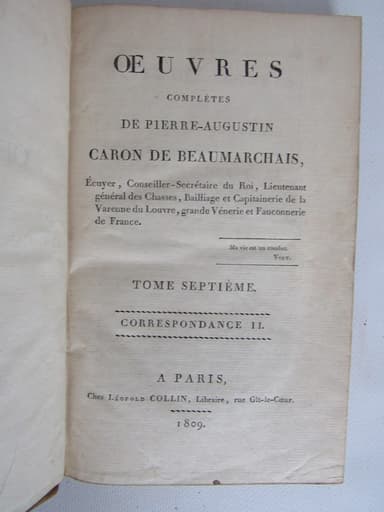 ŒUVRES
COMPLÈTES
DE PIERRE-AUGUSTIN
CARON DE BEAUMARCHAIS,
Écuyer, Conseiller-Secrétaire du Roi, Lieutenant
général des Chasses, Bailliage et Capitainerie de la
Varenne du Louvre, grande Vénerie et Fauconnerie
de France.
Ma vie est un combat.
VOLT.
TOME SEPTIÈME.
CORRESPONDANCE II.
A PARIS,
Chez LÉOPOLD COLLIN, Libraire, rue Gît-le-Cœur.
1809.